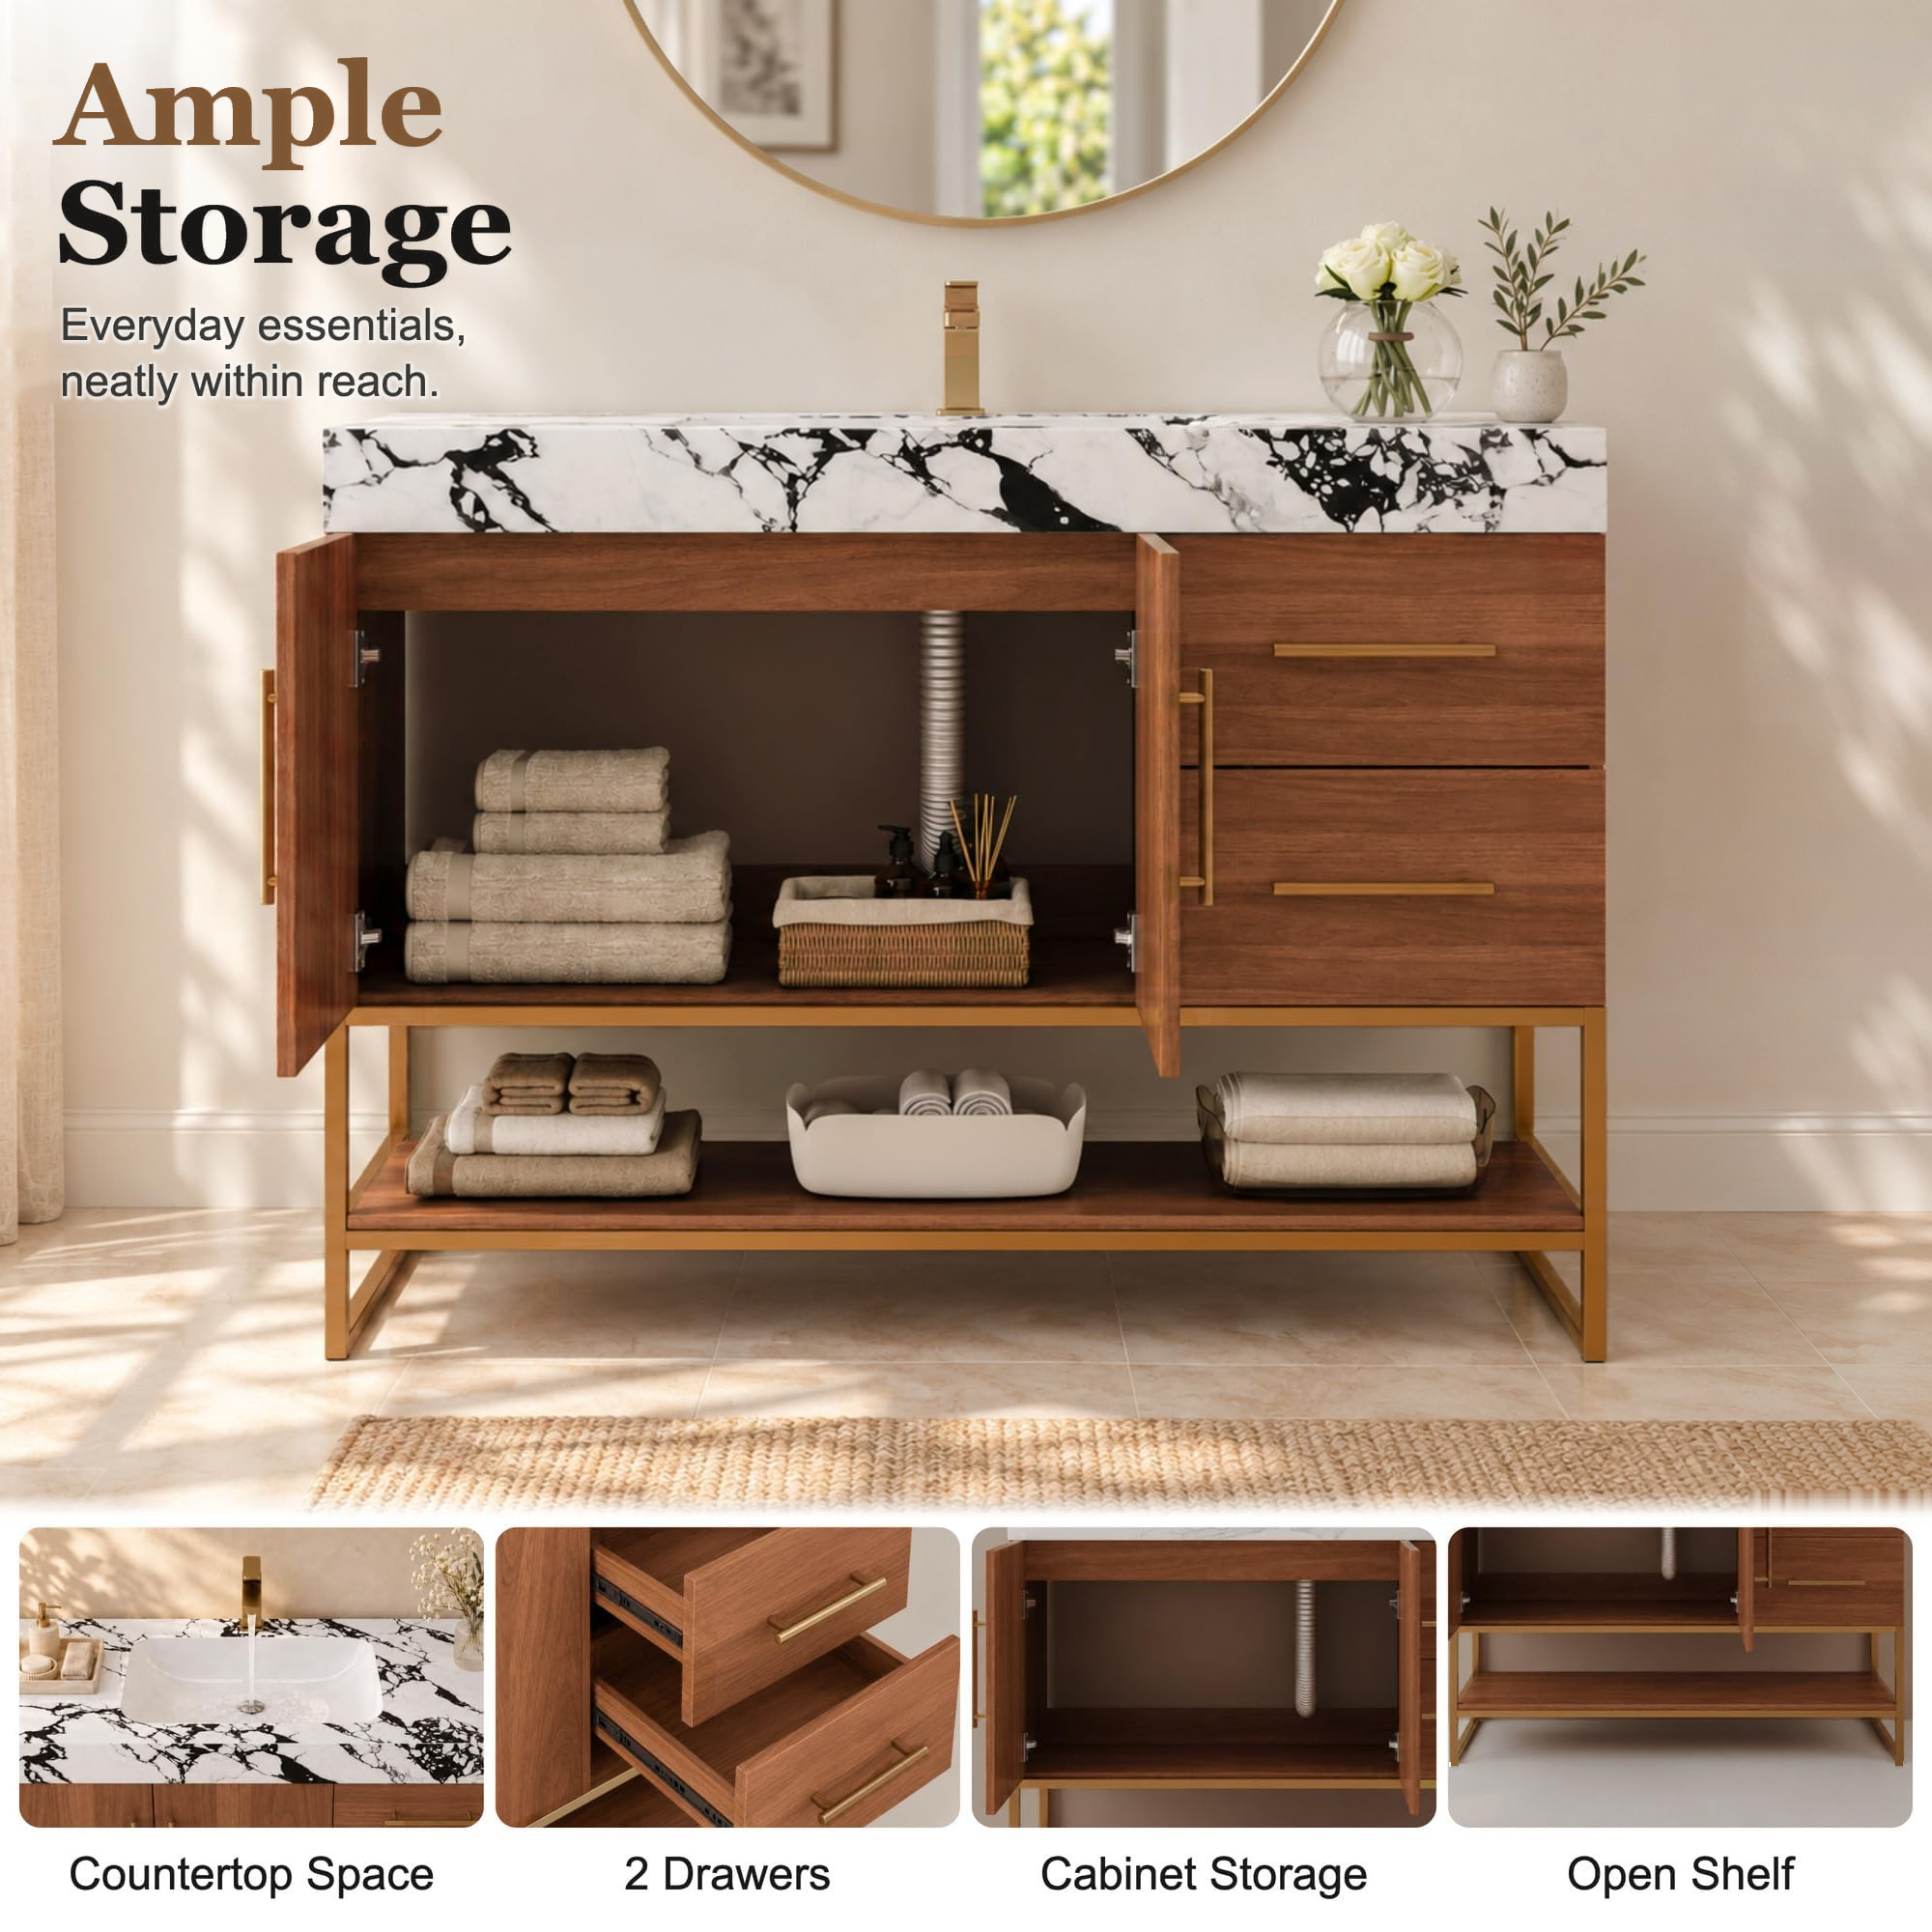 Ample
Storage
Everyday essentials,
neatly within reach.
Countertop Space
2 Drawers
Cabinet Storage
Open Shelf